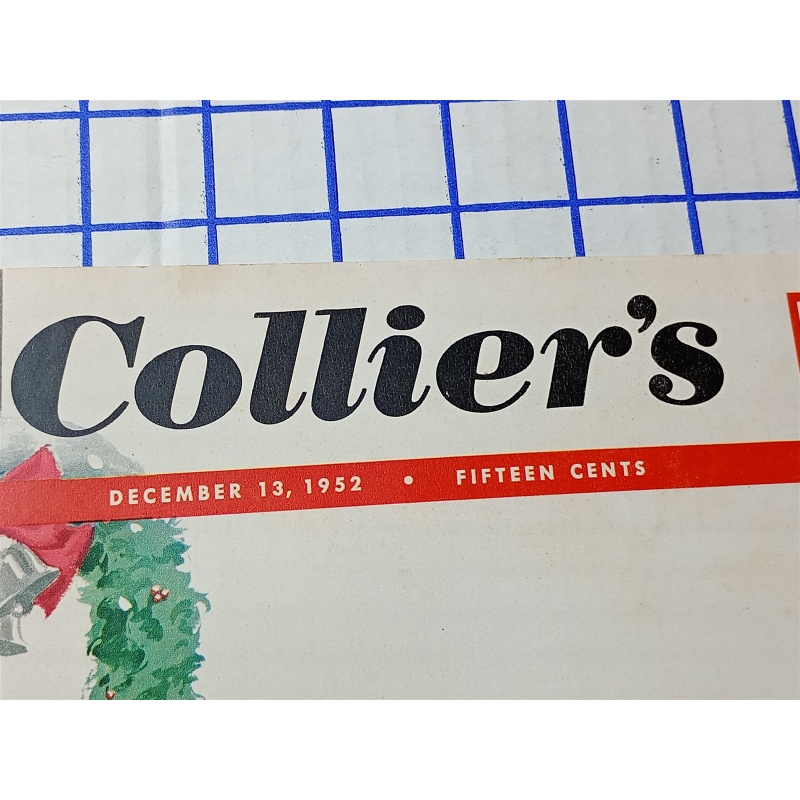 Collier's
DECEMBER 13, 1952 • FIFTEEN CENTS